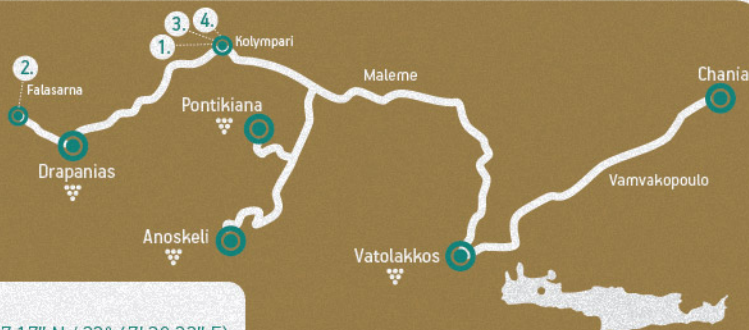 4.
3.
1.
Kolympari
2.
Falasarna
Maleme
Chania
Pontikiana
Drapanias
Vamvakopoulo
Anoskeli
Vatolakkos